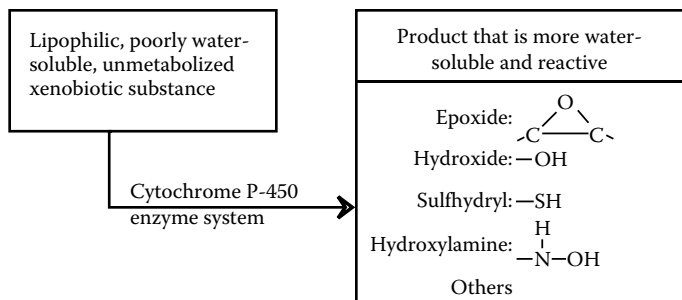 Lipophilic, poorly water-
soluble, unmetabolized
xenobiotic substance
Cytochrome P-450
enzyme system
Product that is more water-
soluble and reactive
Epoxide:
O
C C
Hydroxide: —OH
Sulfhydryl: —SH
H
Hydroxylamine: —N—OH
Others